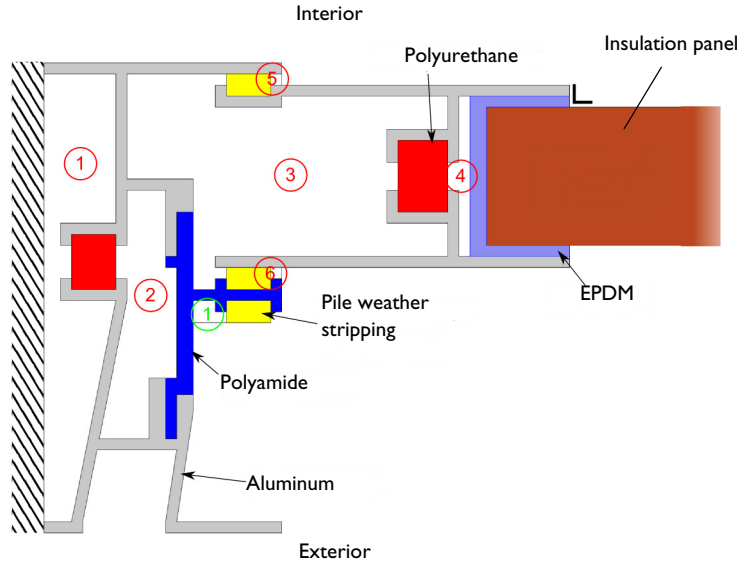 Interior
Polyurethane
Insulation panel
5
L
1
3
4
6
2
1
EPDM
Pile weather
stripping
Polyamide
Aluminum
Exterior